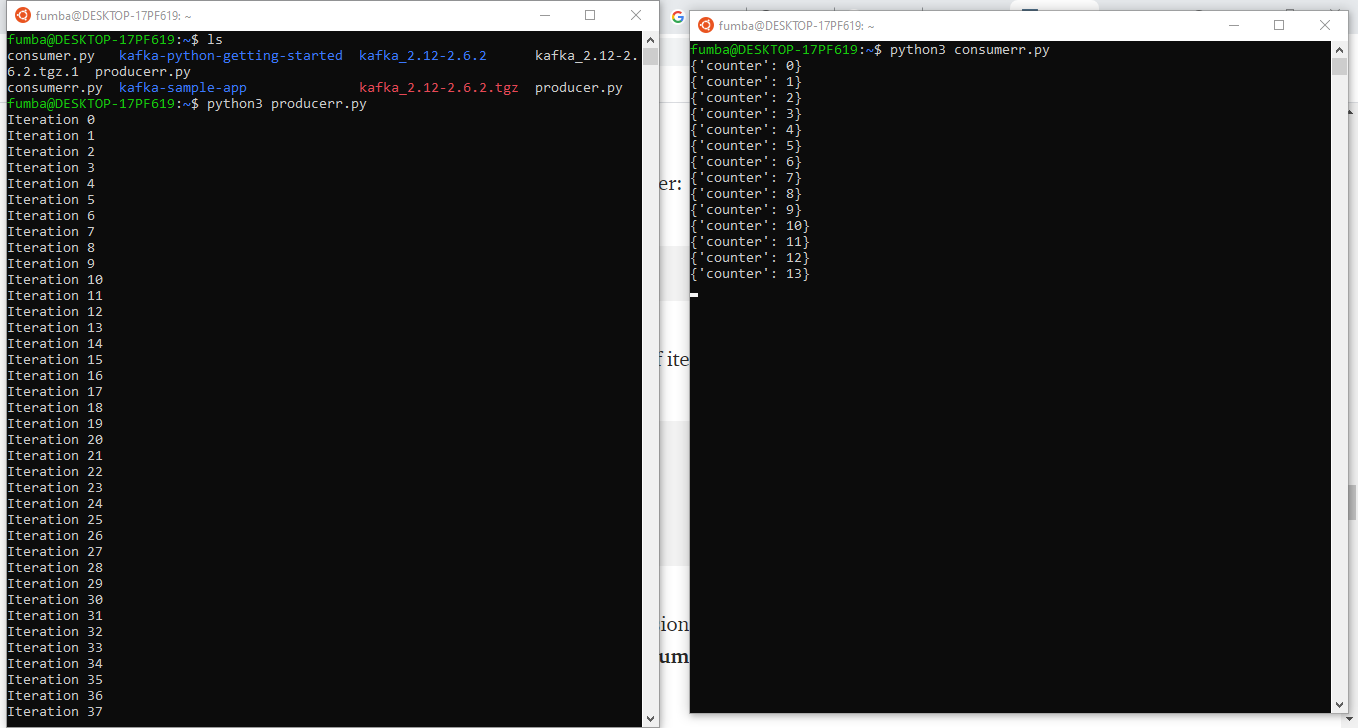 fumba@DESKTOP-17PF619: ~
fumba@DESKTOP-17PF619:~$ ls
consumer.py   kafka-python-getting-started  kafka_2.12-2.6.2      kafka_2.12-2.
6.2.tgz.1  producerr.py
consumerr.py  kafka-sample-app              kafka_2.12-2.6.2.tgz  producer.py
fumba@DESKTOP-17PF619:~$ python3 producerr.py
Iteration 0
Iteration 1
Iteration 2
Iteration 3
Iteration 4
Iteration 5
Iteration 6
Iteration 7
Iteration 8
Iteration 9
Iteration 10
Iteration 11
Iteration 12
Iteration 13
Iteration 14
Iteration 15
Iteration 16
Iteration 17
Iteration 18
Iteration 19
Iteration 20
Iteration 21
Iteration 22
Iteration 23
Iteration 24
Iteration 25
Iteration 26
Iteration 27
Iteration 28
Iteration 29
Iteration 30
Iteration 31
Iteration 32
Iteration 33
Iteration 34
Iteration 35
Iteration 36
Iteration 37
er:
f ite
ion
um
fumba@DESKTOP-17PF619: ~
fumba@DESKTOP-17PF619:~$ python3 consumerr.py
{'counter': 0}
{'counter': 1}
{'counter': 2}
{'counter': 3}
{'counter': 4}
{'counter': 5}
{'counter': 6}
{'counter': 7}
{'counter': 8}
{'counter': 9}
{'counter': 10}
{'counter': 11}
{'counter': 12}
{'counter': 13}